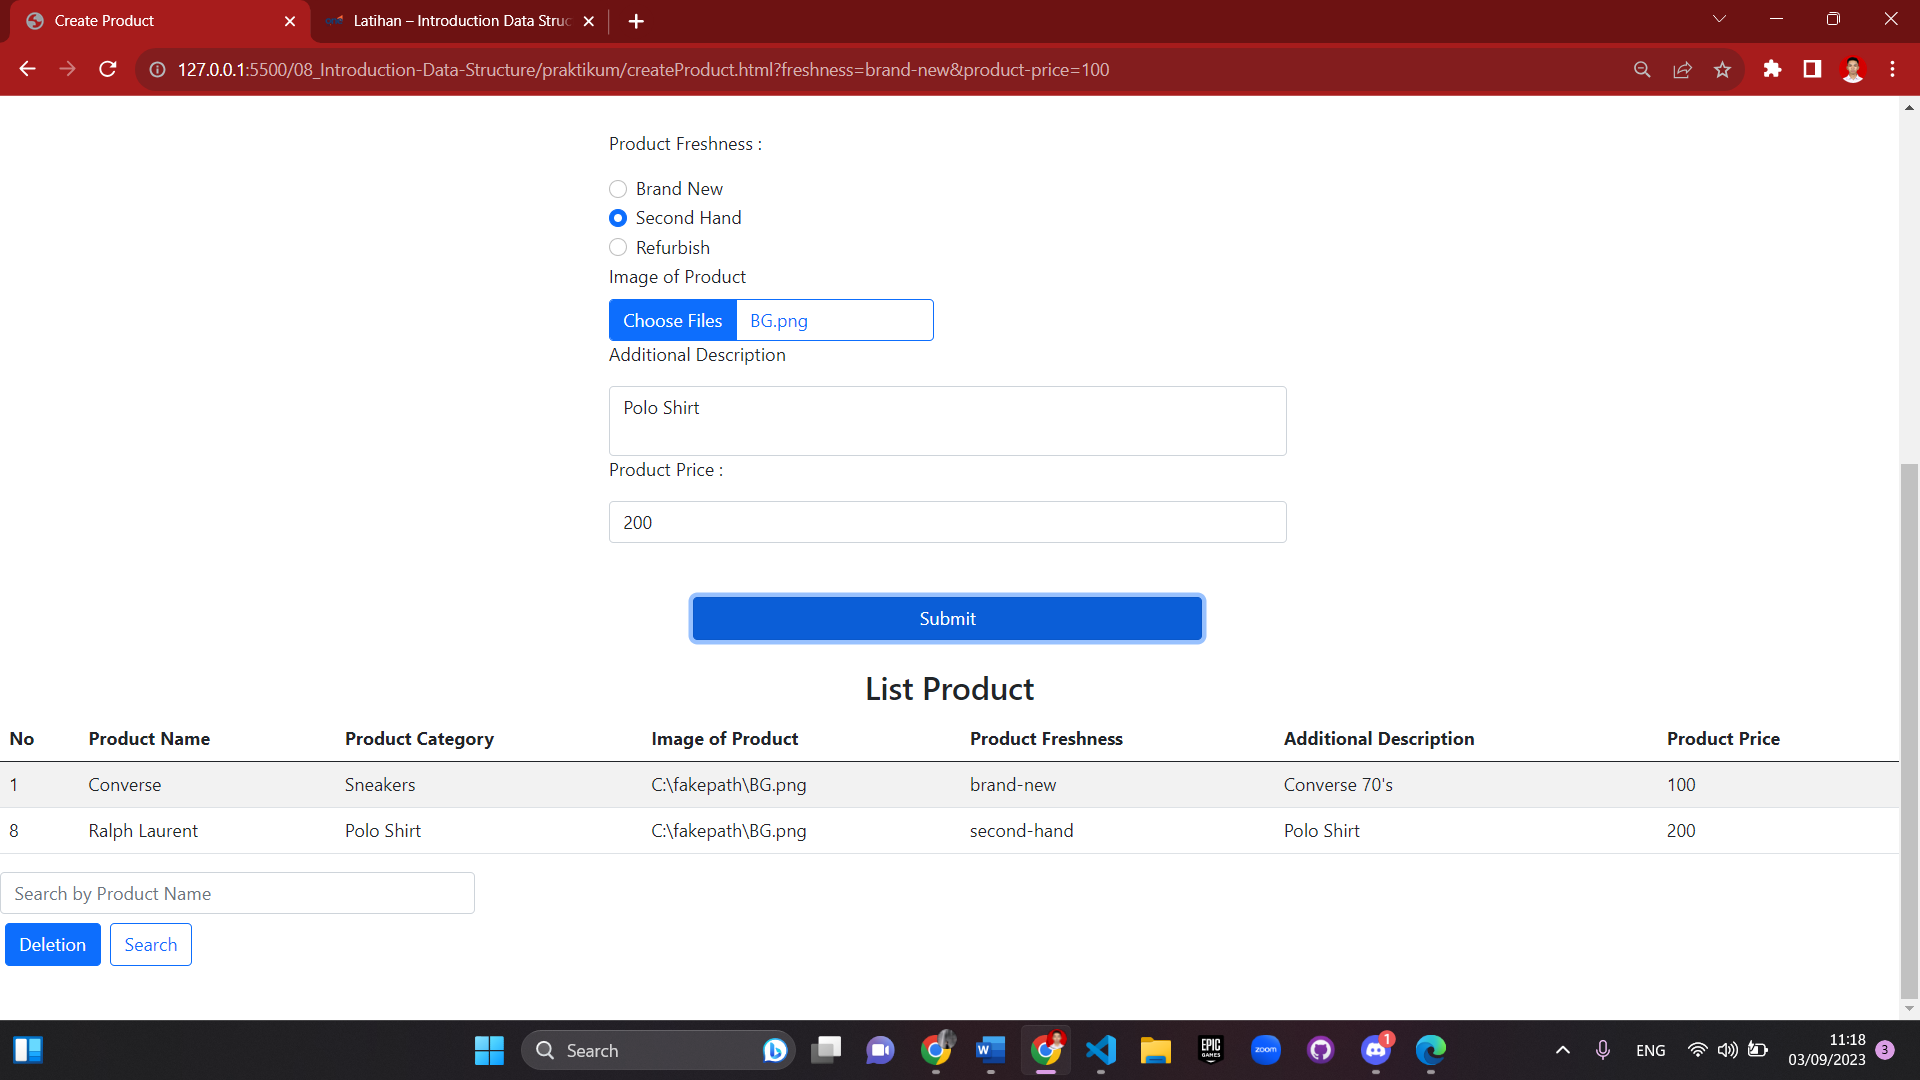 Create Product
Latihan – Introduction Data Struc
127.0.0.1:5500/08_Introduction-Data-Structure/praktikum/createProduct.html?freshness=brand-new&product-price=100
Product Freshness :
Brand New
Second Hand
Refurbish
Image of Product
Choose Files BG.png
Additional Description
Polo Shirt
Product Price :
200
Submit
List Product
No Product Name Product Category Image of Product Product Freshness Additional Description Product Price
1 Converse Sneakers C:\fakepath\BG.png brand-new Converse 70's 100
8 Ralph Laurent Polo Shirt C:\fakepath\BG.png second-hand Polo Shirt 200
Search by Product Name
Deletion Search
Search
EPIC
GAMES
zoom
1
ENG
11:18
03/09/2023
3